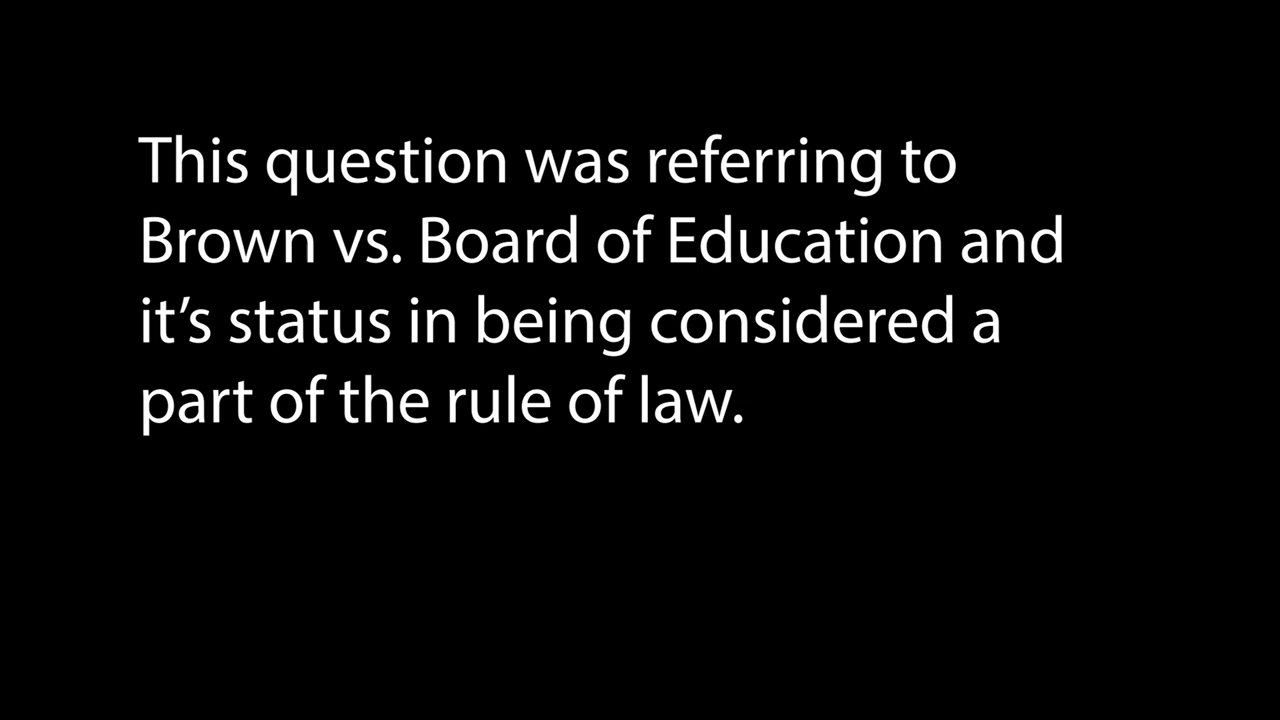 This question was referring to
Brown vs. Board of Education and
it’s status in being considered a
part of the rule of law.